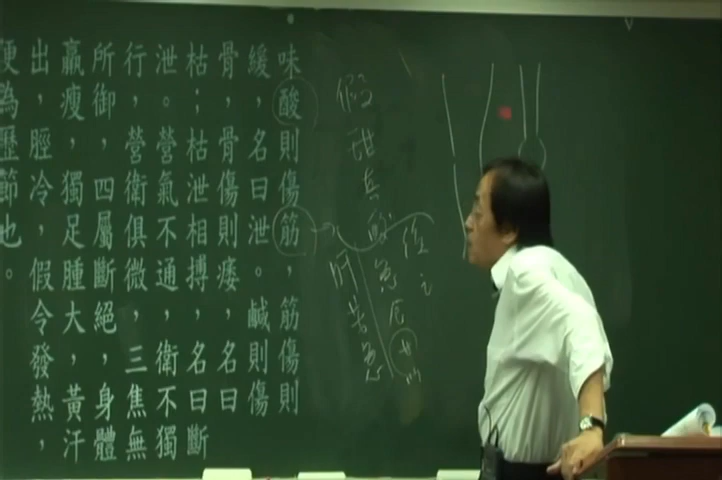 味酸則傷筋，筋傷則
緩，名曰泄。鹹則傷
骨，骨傷則痿，名曰
枯；枯泄相搏，名曰斷
泄。營氣不通，衛不獨
行，營衛俱微，三焦無
所御，四屬斷絕，身體
羸瘦，獨足腫大，黃汗
出，脛冷，假令發熱，
便為歷節也。
肝苦急